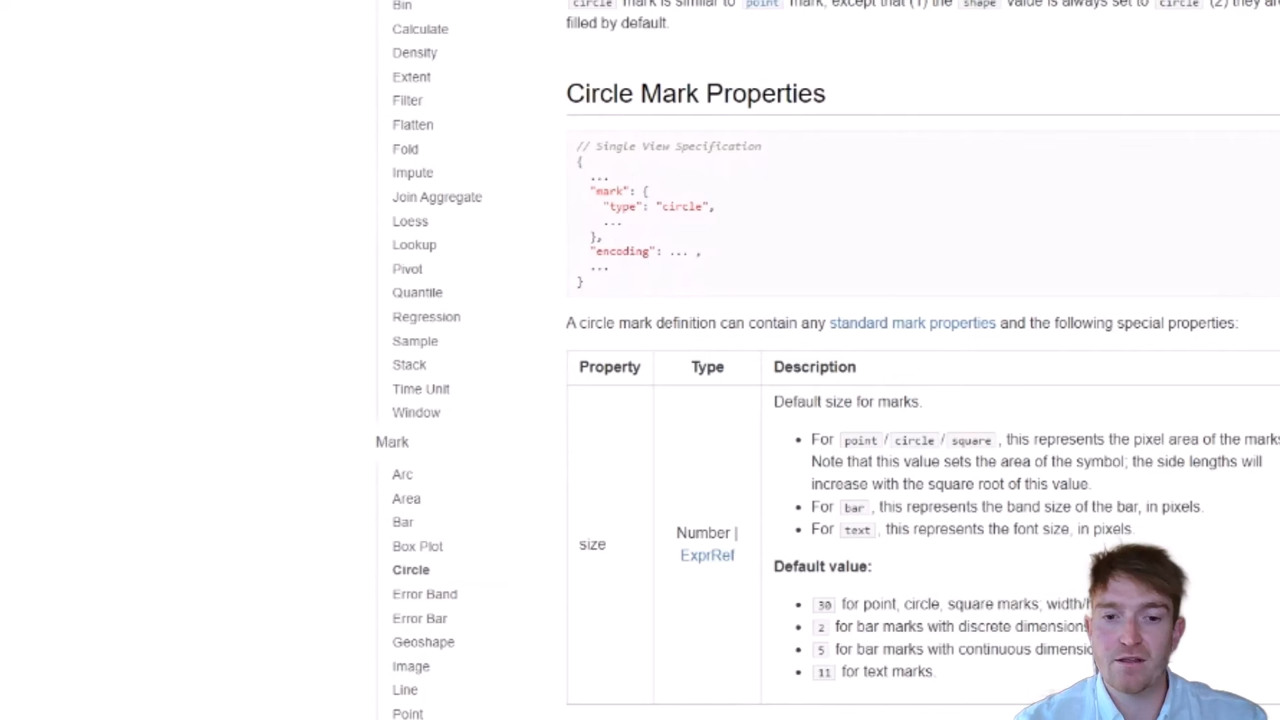 Bin
Calculate
Density
Extent
Filter
Flatten
Fold
Impute
Join Aggregate
Loess
Lookup
Pivot
Quantile
Regression
Sample
Stack
Time Unit
Window
Mark
Arc
Area
Bar
Box Plot
Circle
Error Band
Error Bar
Geoshape
Image
Line
Point
circle mark is similar to point mark, except that (1) the shape value is always set to circle (2) they are
filled by default.
Circle Mark Properties
// Single View Specification
{
...
"mark": {
"type": "circle",
...
},
"encoding": ... ,
...
}
A circle mark definition can contain any standard mark properties and the following special properties:
Property Type Description
size
Number |
ExprRef
Default size for marks.
• For point / circle / square , this represents the pixel area of the marks
Note that this value sets the area of the symbol; the side lengths will
increase with the square root of this value.
• For bar , this represents the band size of the bar, in pixels.
• For text , this represents the font size, in pixels.
Default value:
• 30 for point, circle, square marks;
• 2 for bar marks with discrete dimensions
• 5 for bar marks with continuous
• 11 for text marks.